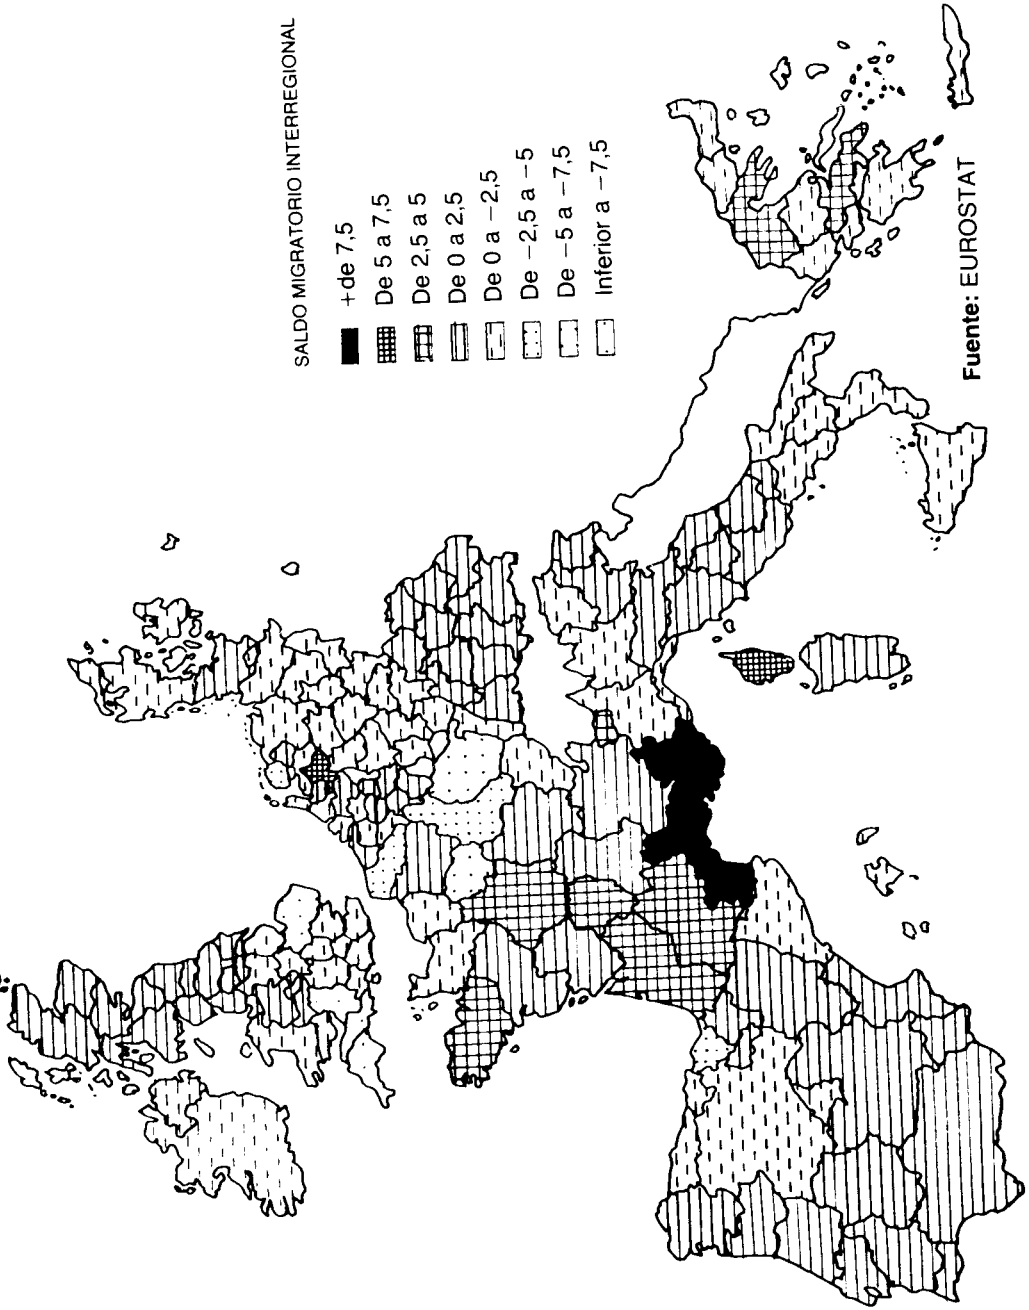 SALDO MIGRATORIO INTERREGIONAL
+ de 7,5
De 5 a 7,5
De 2,5 a 5
De 0 a 2,5
De 0 a −2,5
De −2,5 a −5
De −5 a −7,5
Inferior a −7,5
Fuente: EUROSTAT